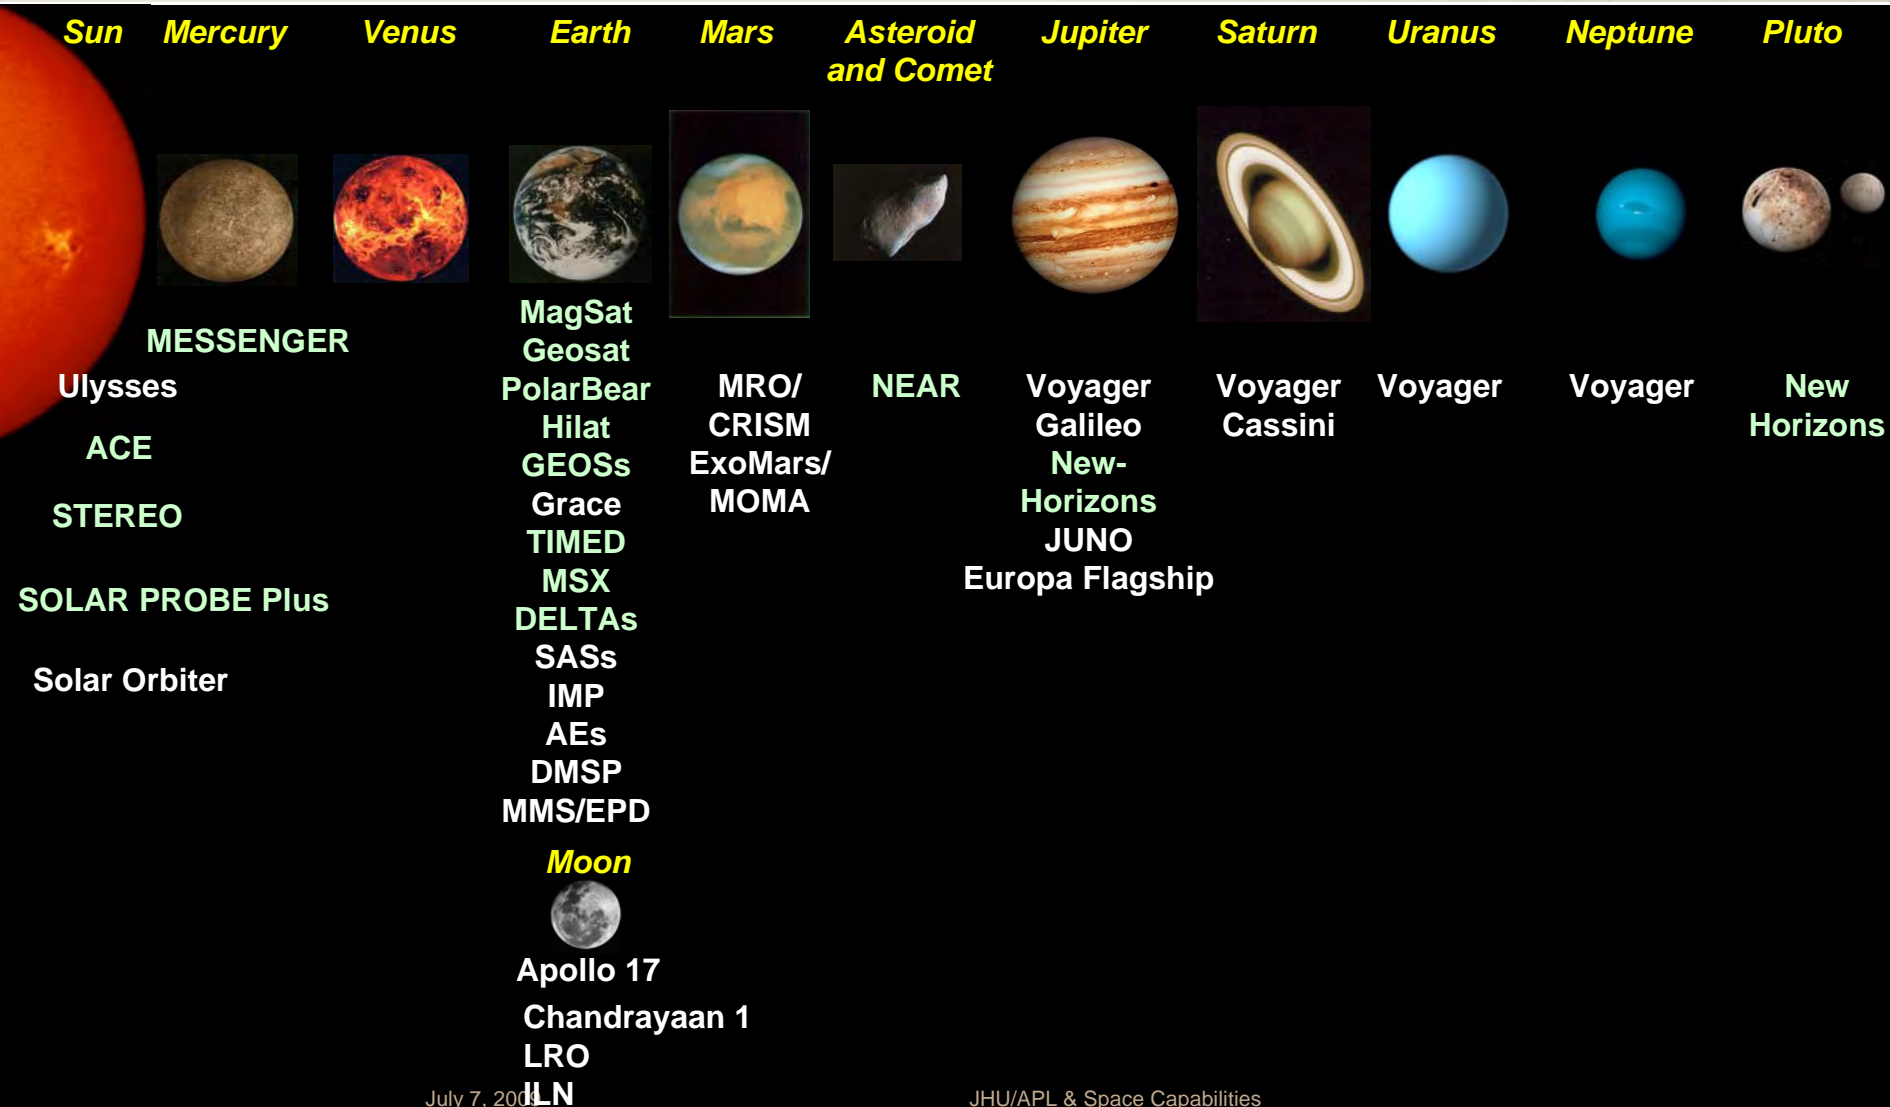 Sun
Mercury
Venus
Earth
Mars
Asteroid
and Comet
Jupiter
Saturn
Uranus
Neptune
Pluto
MESSENGER
Ulysses
ACE
STEREO
SOLAR PROBE Plus
Solar Orbiter
MagSat
Geosat
PolarBear
Hilat
GEOSs
Grace
TIMED
MSX
DELTAs
SASs
IMP
AEs
DMSP
MMS/EPD
Moon
Apollo 17
Chandrayaan 1
LRO
ILN
MRO/
CRISM
ExoMars/
MOMA
NEAR
Voyager
Galileo
New-
Horizons
JUNO
Europa Flagship
Voyager
Cassini
Voyager
Voyager
New
Horizons
July 7, 2009
JHU/APL & Space Capabilities